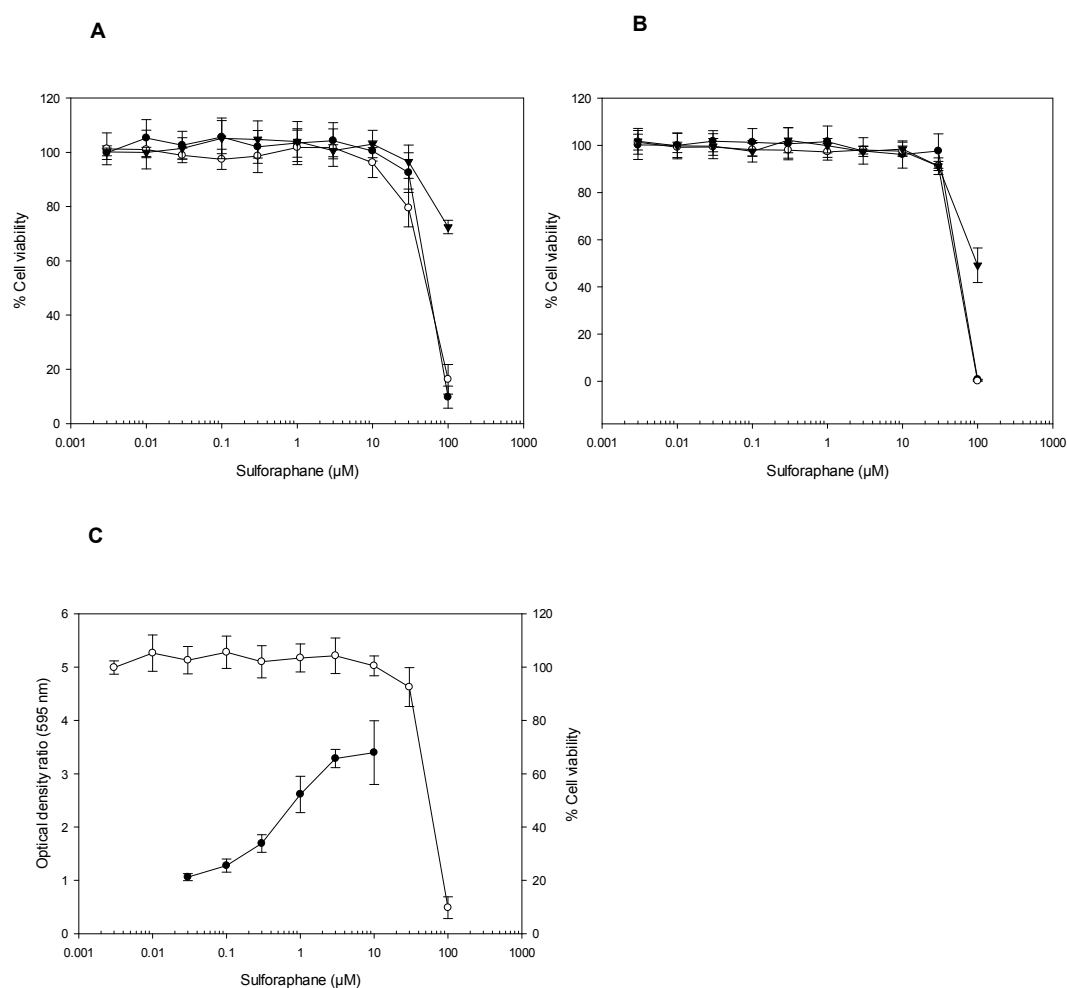 A
120
100
80
60
40
20
0
% Cell viability
0.001 0.01 0.1 1 10 100 1000
Sulforaphane (µM)
B
120
100
80
60
40
20
0
% Cell viability
0.001 0.01 0.1 1 10 100 1000
Sulforaphane (µM)
C
6
5
4
3
2
1
0
Optical density ratio (595 nm)
120
100
80
60
40
20
0
% Cell viability
0.001 0.01 0.1 1 10 100 1000
Sulforaphane (µM)